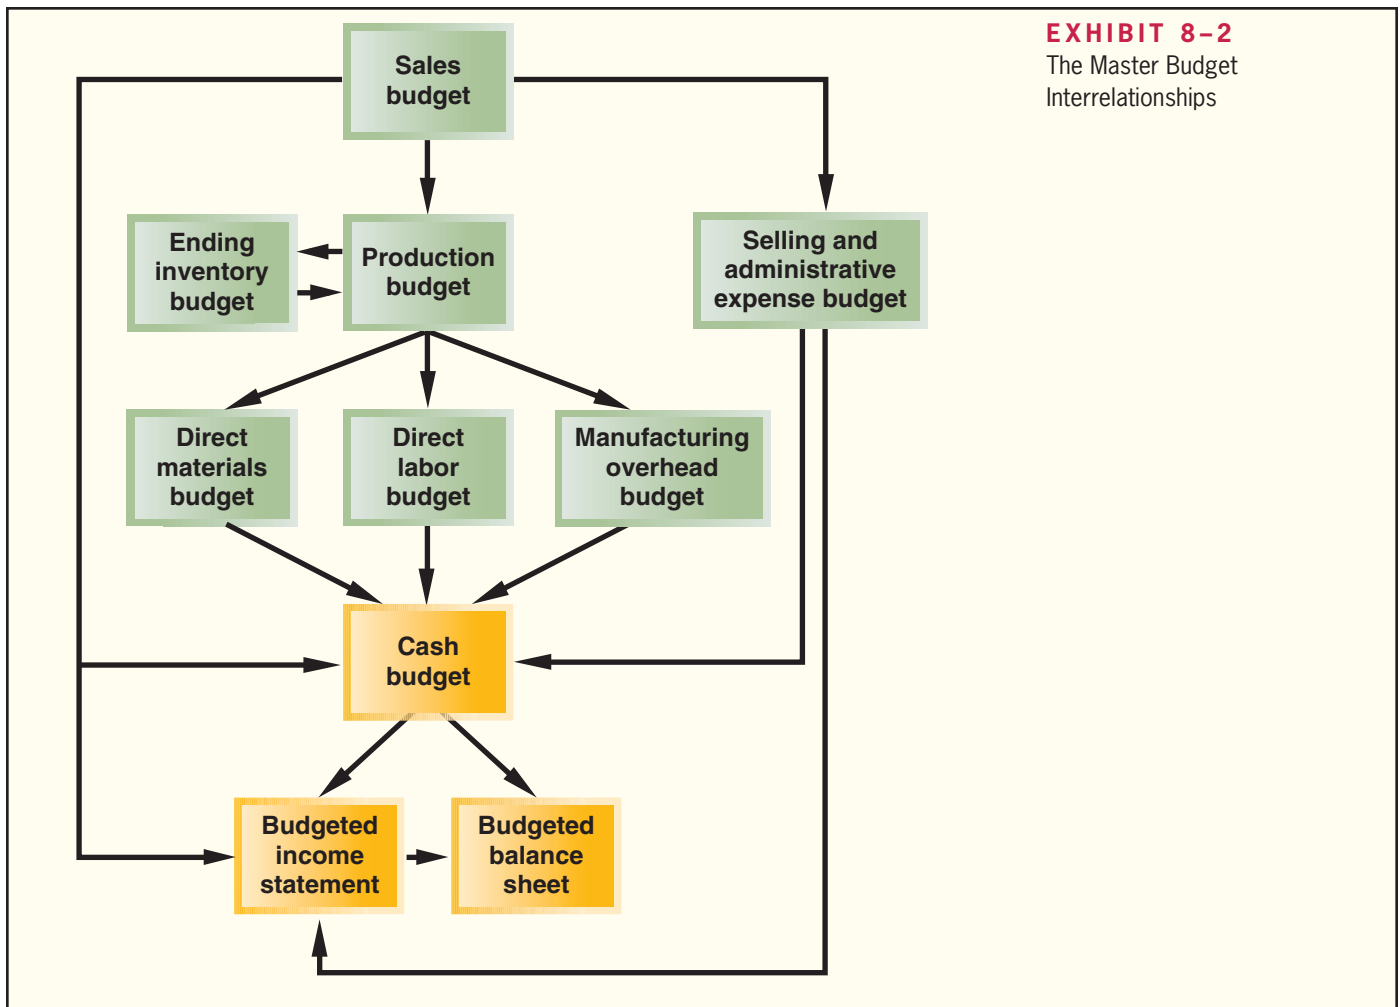 EXHIBIT 8–2
The Master Budget
Interrelationships
Sales
budget
Ending
inventory
budget
Production
budget
Selling and
administrative
expense budget
Direct
materials
budget
Direct
labor
budget
Manufacturing
overhead
budget
Cash
budget
Budgeted
income
statement
Budgeted
balance
sheet